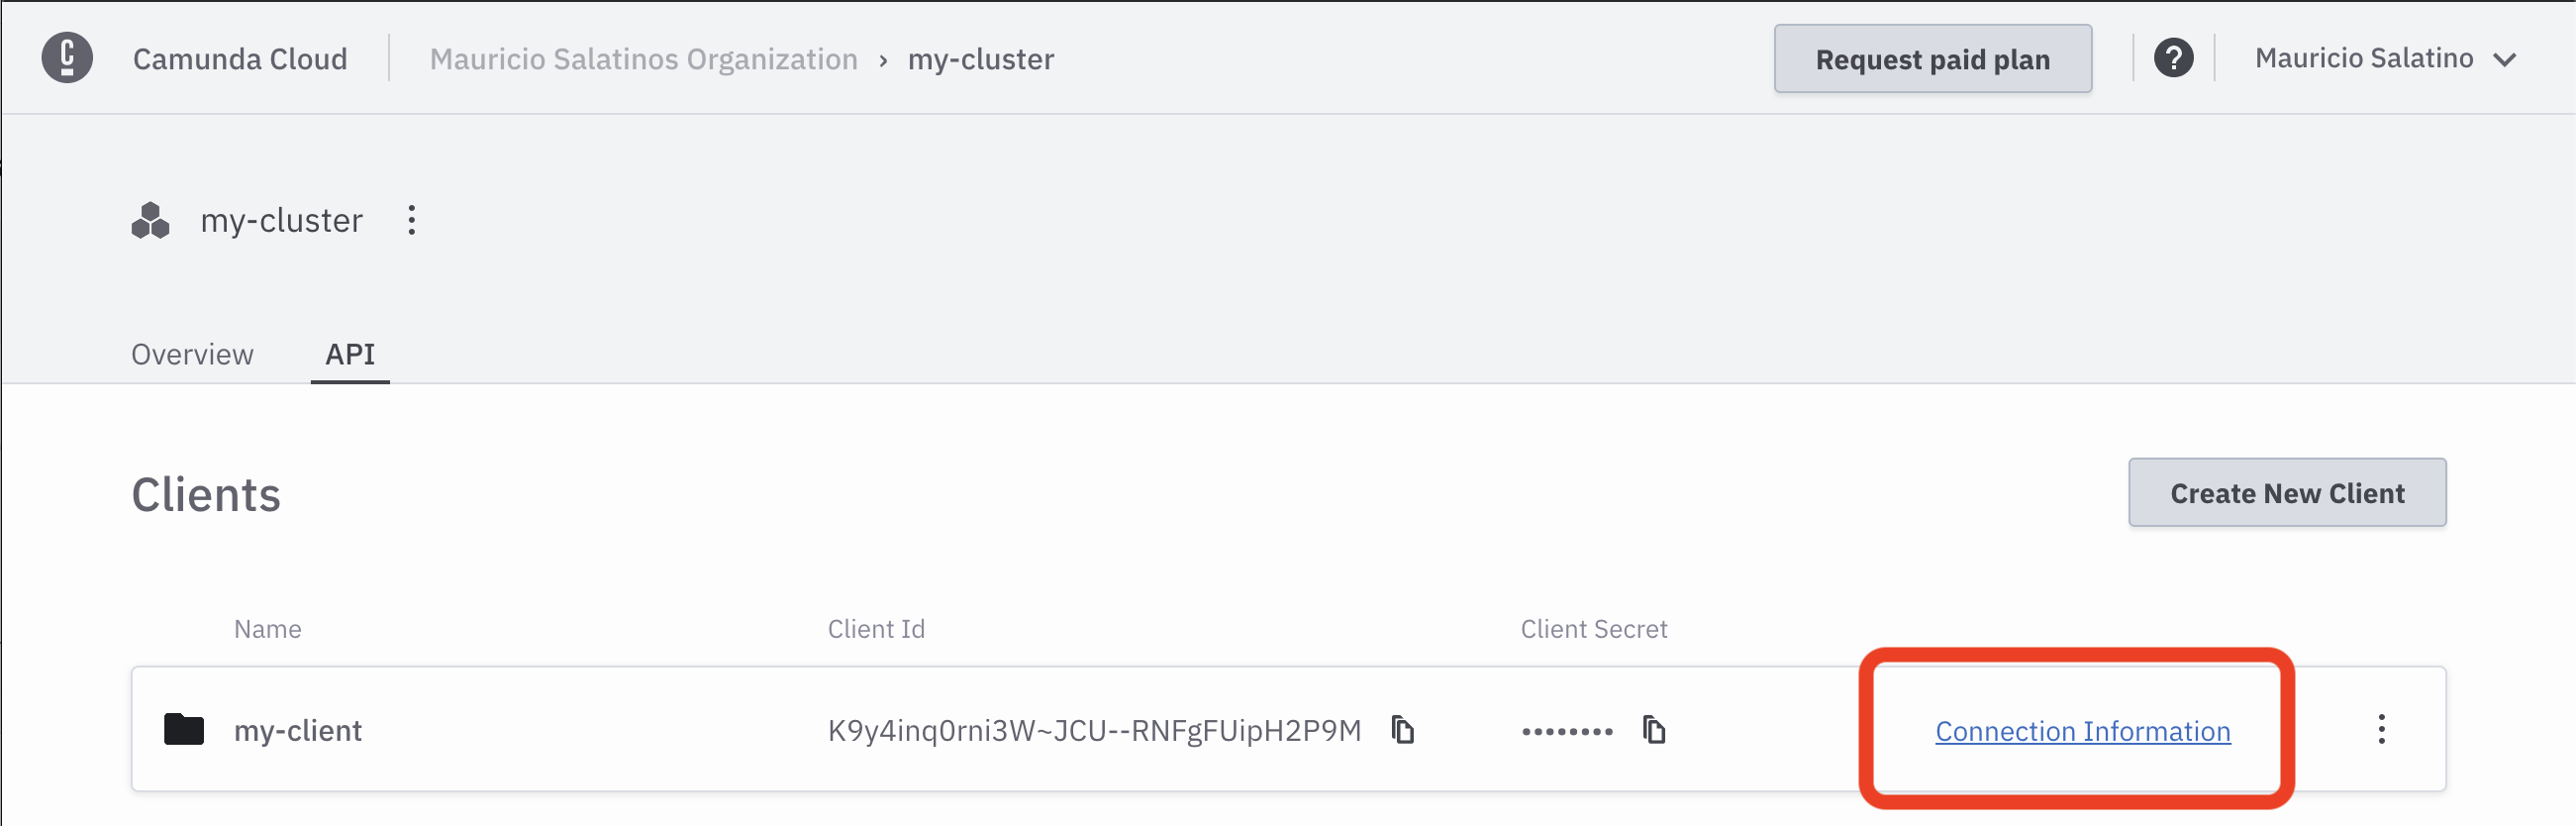 Camunda Cloud
Mauricio Salatinos Organization › my-cluster
Request paid plan
?
Mauricio Salatino
my-cluster
Overview
API
Clients
Create New Client
Name
Client Id
Client Secret
my-client
K9y4inq0rni3W~JCU--RNFgFUipH2P9M
••••••••
Connection Information